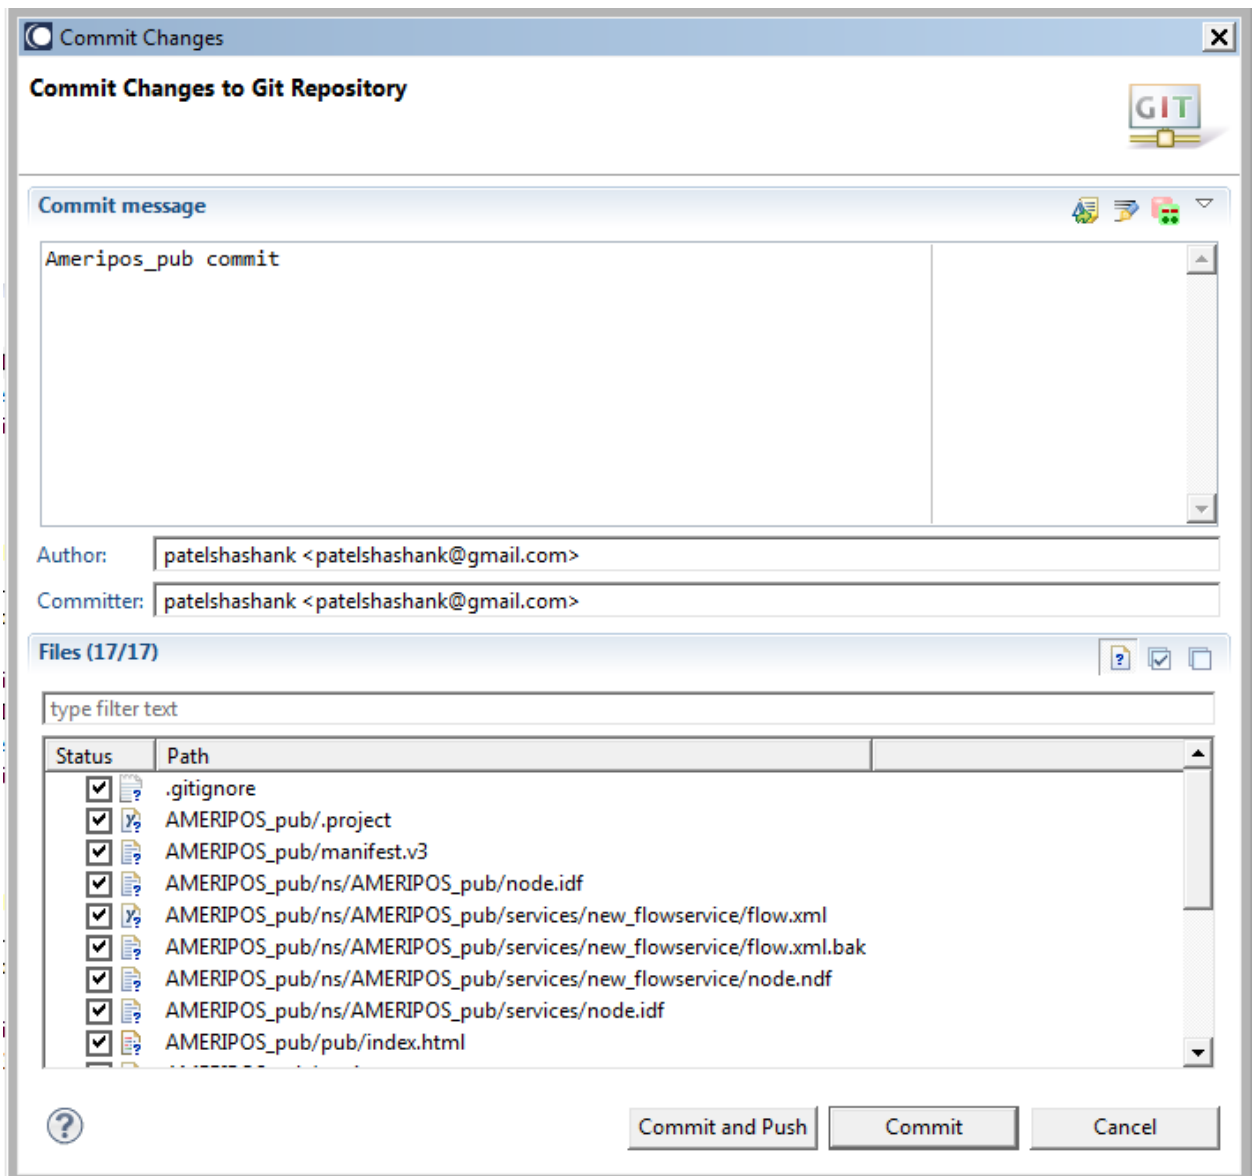 Commit Changes
Commit Changes to Git Repository
GIT
Commit message
Ameripos_pub commit
Author: patelshashank <patelshashank@gmail.com>
Committer: patelshashank <patelshashank@gmail.com>
Files (17/17)
type filter text
Status Path
.gitignore
AMERIPOS_pub/.project
AMERIPOS_pub/manifest.v3
AMERIPOS_pub/ns/AMERIPOS_pub/node.idf
AMERIPOS_pub/ns/AMERIPOS_pub/services/new_flowservice/flow.xml
AMERIPOS_pub/ns/AMERIPOS_pub/services/new_flowservice/flow.xml.bak
AMERIPOS_pub/ns/AMERIPOS_pub/services/new_flowservice/node.ndf
AMERIPOS_pub/ns/AMERIPOS_pub/services/node.idf
AMERIPOS_pub/pub/index.html
Commit and Push Commit Cancel